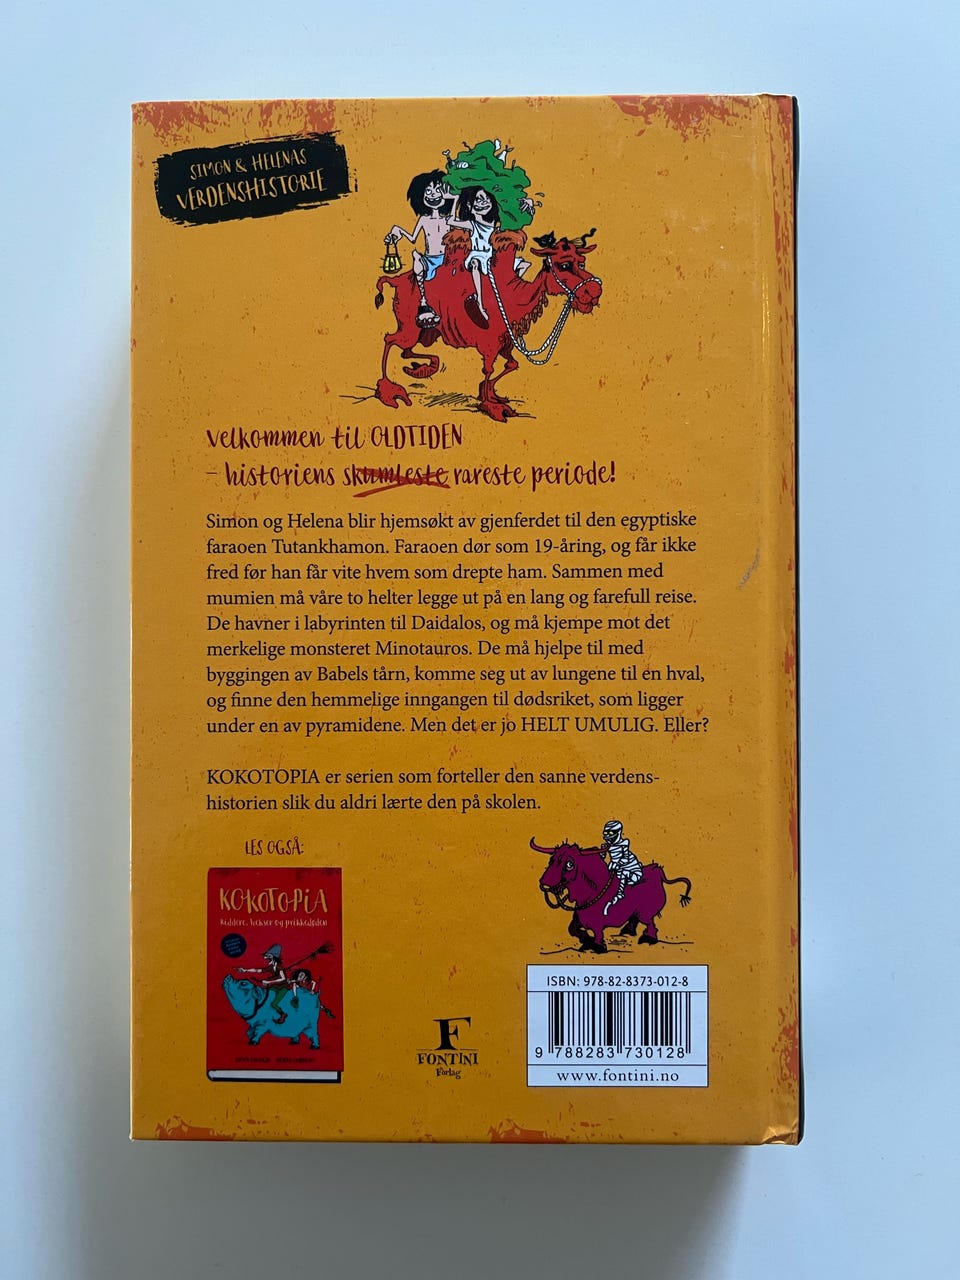 SIMON & HELENAS
VERDENSHISTORIE
Velkommen til OLDTIDEN
– historiens skumleste rareste periode!
Simon og Helena blir hjemsøkt av gjenferdet til den egyptiske
faraoen Tutankhamon. Faraoen dør som 19-åring, og får ikke
fred før han får vite hvem som drepte ham. Sammen med
mumien må våre to helter legge ut på en lang og farefull reise.
De havner i labyrinten til Daidalos, og må kjempe mot det
merkelige monsteret Minotauros. De må hjelpe til med
byggingen av Babels tårn, komme seg ut av lungene til en hval,
og finne den hemmelige inngangen til dødsriket, som ligger
under en av pyramidene. Men det er jo HELT UMULIG. Eller?
KOKOTOPIA er serien som forteller den sanne verdens-
historien slik du aldri lærte den på skolen.
LES OGSÅ:
KOKOTOPIA
Riddere, hekser og prikkedøden
F
FONTINI
Forlag
ISBN: 978-82-8373-012-8
9 788283 730128
www.fontini.no